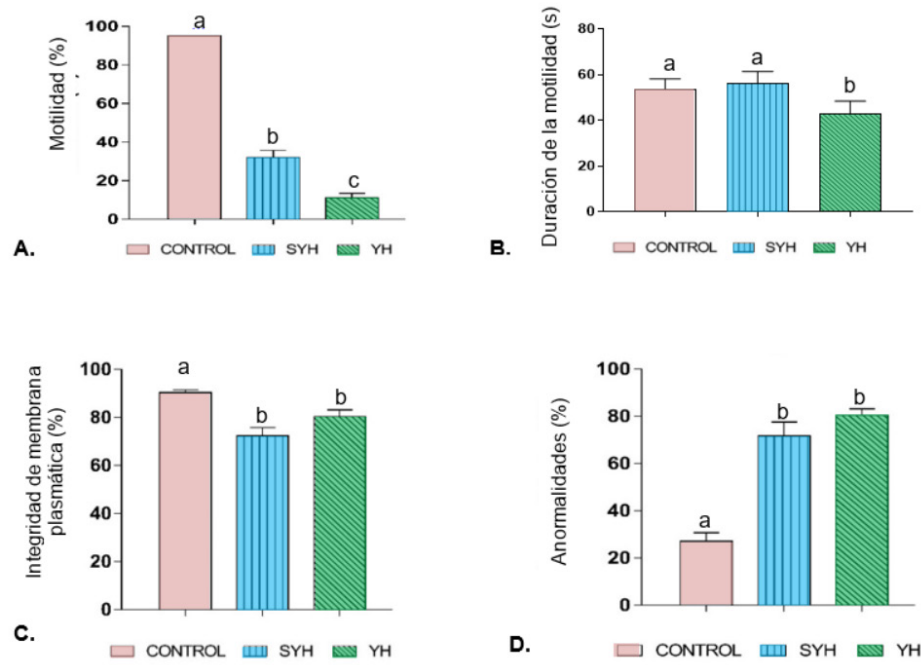 Motilidad (%)
100
80
60
40
20
0
a
b
c
A.
CONTROL SYH YH
Duración de la motilidad (s)
80
60
40
20
0
a
a
b
B.
CONTROL SYH YH
Integridad de membrana
plasmática (%)
100
80
60
40
20
0
a
b
b
C.
CONTROL SYH YH
Anormalidades (%)
100
80
60
40
20
0
a
b
b
D.
CONTROL SYH YH